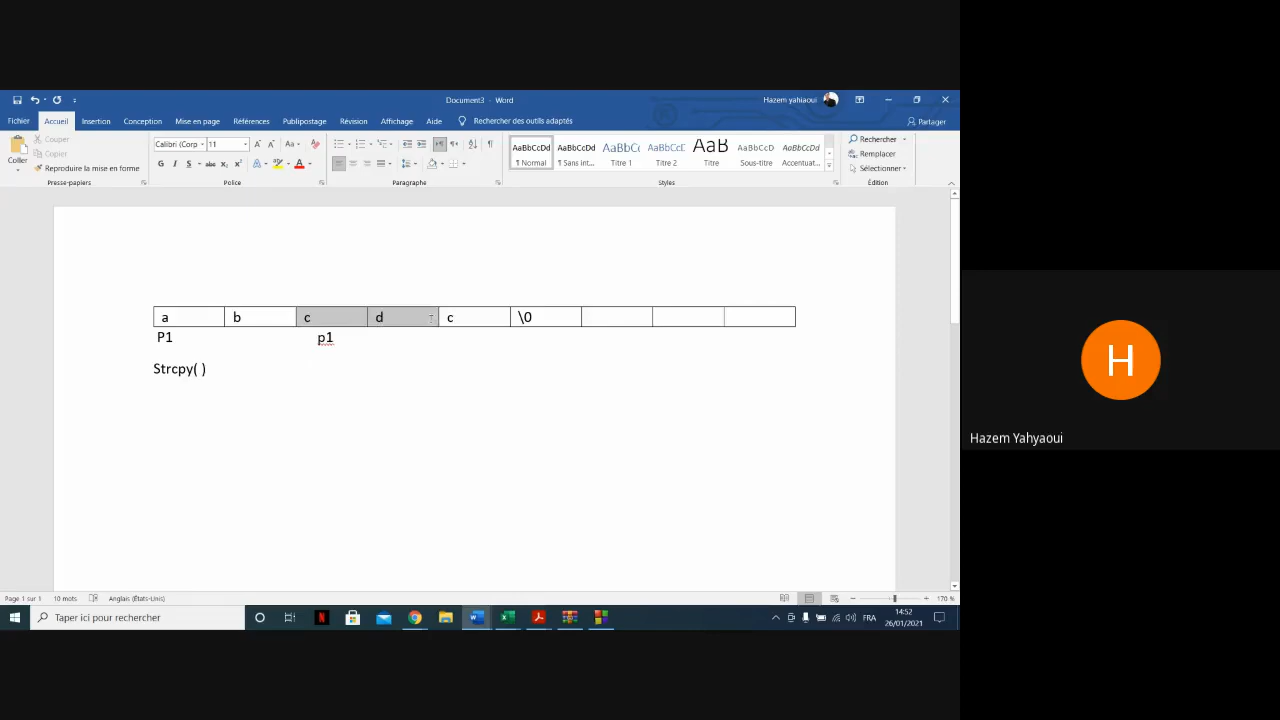 Document3 - Word
Hazem yahiaoui
Fichier Accueil Insertion Conception Mise en page Références Publipostage Révision Affichage Aide Rechercher des outils adaptés
Partager
Coller
Couper
Copier
Reproduire la mise en forme
Presse-papiers
Calibri (Corp 11
Police
Paragraphe
AaBbCcDd AaBbCcDd AaBbC( AaBbCcE AaB AaBbCcD AaBbCcDd
¶ Normal ¶ Sans int... Titre 1 Titre 2 Titre Sous-titre Accentuat...
Styles
Rechercher
Remplacer
Sélectionner
Édition
a b c d c \0
P1 p1
Strcpy( )
H
Hazem Yahyaoui
Page 1 sur 1 10 mots Anglais (États-Unis) 170 %
Taper ici pour rechercher
FRA
14:52
26/01/2021